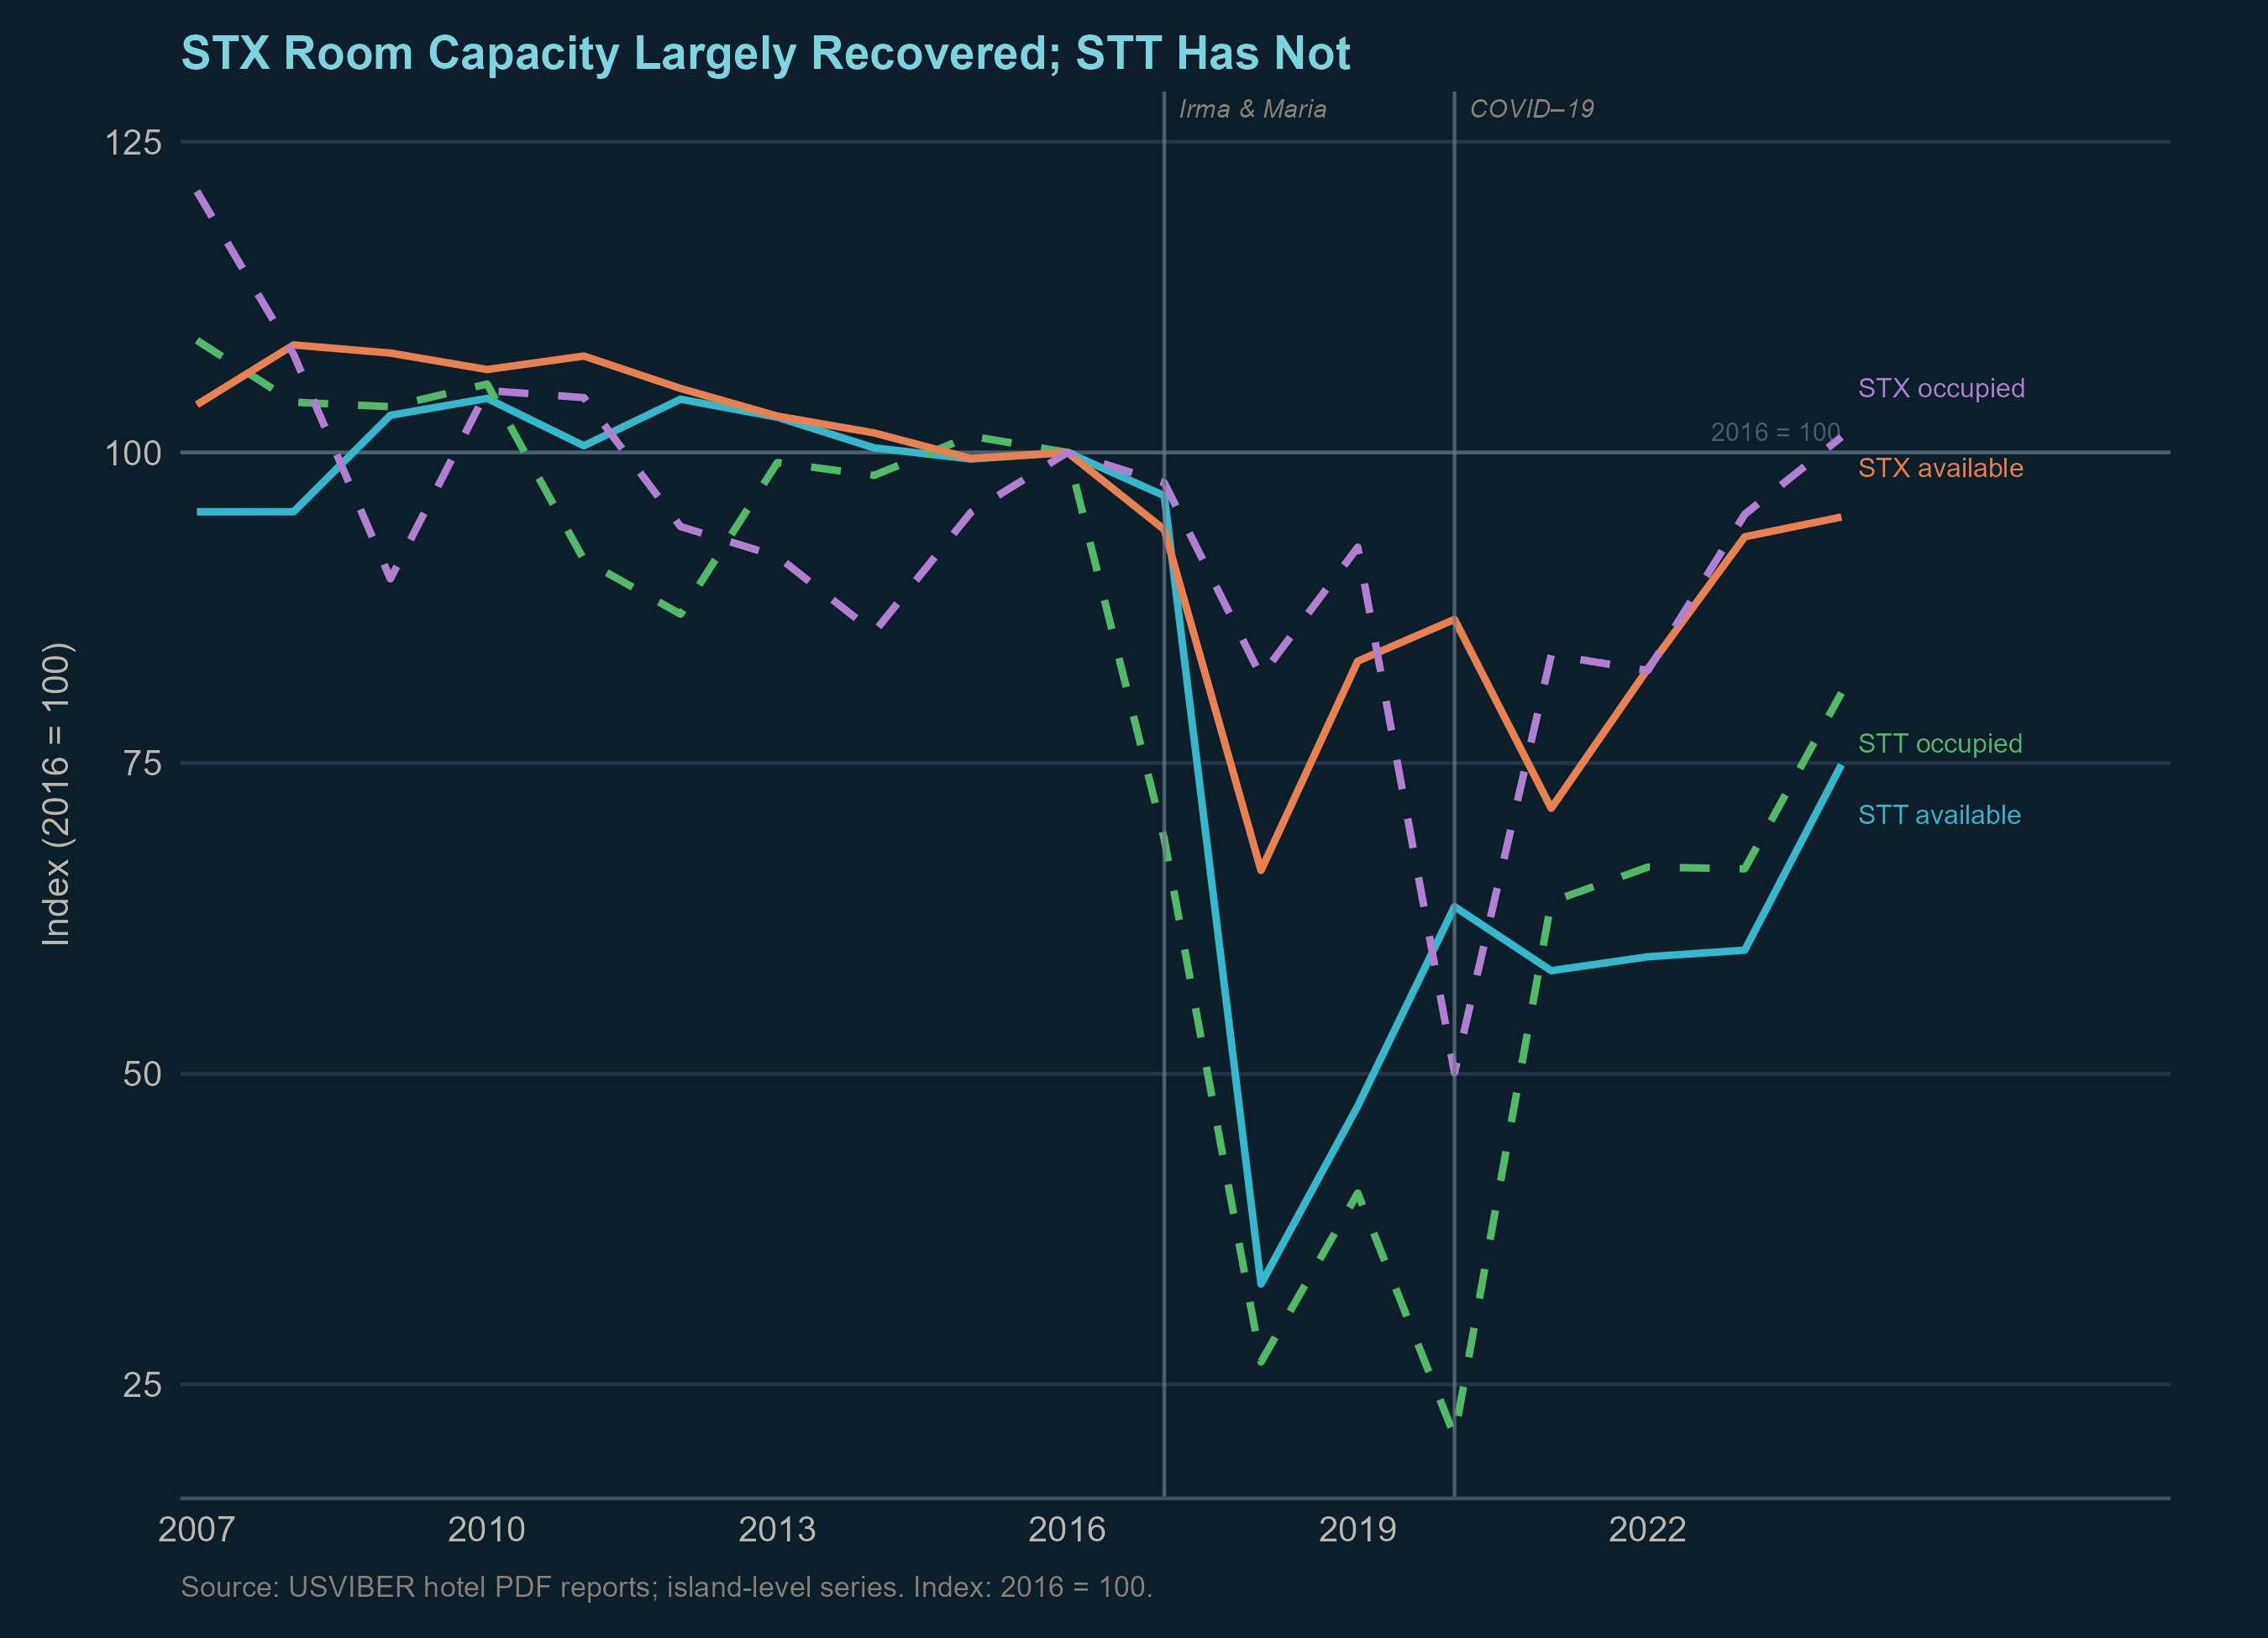 STX Room Capacity Largely Recovered; STT Has Not
Irma & Maria
COVID–19
125
STX occupied
2016 = 100
100
STX available
Index (2016 = 100)
STT occupied
75
STT available
50
25
2007 2010 2013 2016 2019 2022
Source: USVIBER hotel PDF reports; island-level series. Index: 2016 = 100.